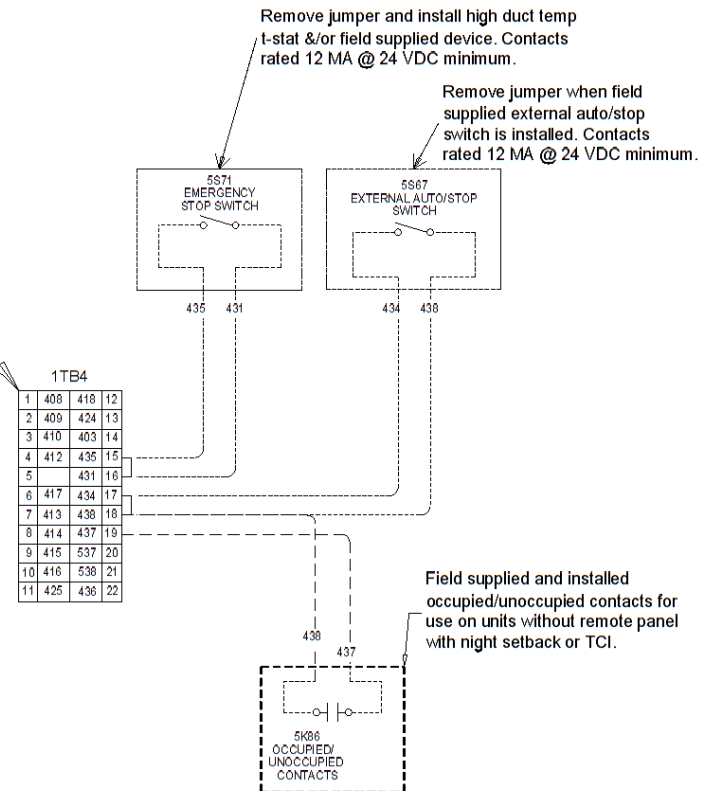 Remove jumper and install high duct temp
t-stat &/or field supplied device. Contacts
rated 12 MA @ 24 VDC minimum.
Remove jumper when field
supplied external auto/stop
switch is installed. Contacts
rated 12 MA @ 24 VDC minimum.
5S71
EMERGENCY
STOP SWITCH
5S67
EXTERNAL AUTO/STOP
SWITCH
435 431
434 438
1TB4
1 408 418 12
2 409 424 13
3 410 403 14
4 412 435 15
5 431 16
6 417 434 17
7 413 438 18
8 414 437 19
9 415 537 20
10 416 538 21
11 425 436 22
Field supplied and installed
occupied/unoccupied contacts for
use on units without remote panel
with night setback or TCI.
438
437
5K86
OCCUPIED/
UNOCCUPIED
CONTACTS